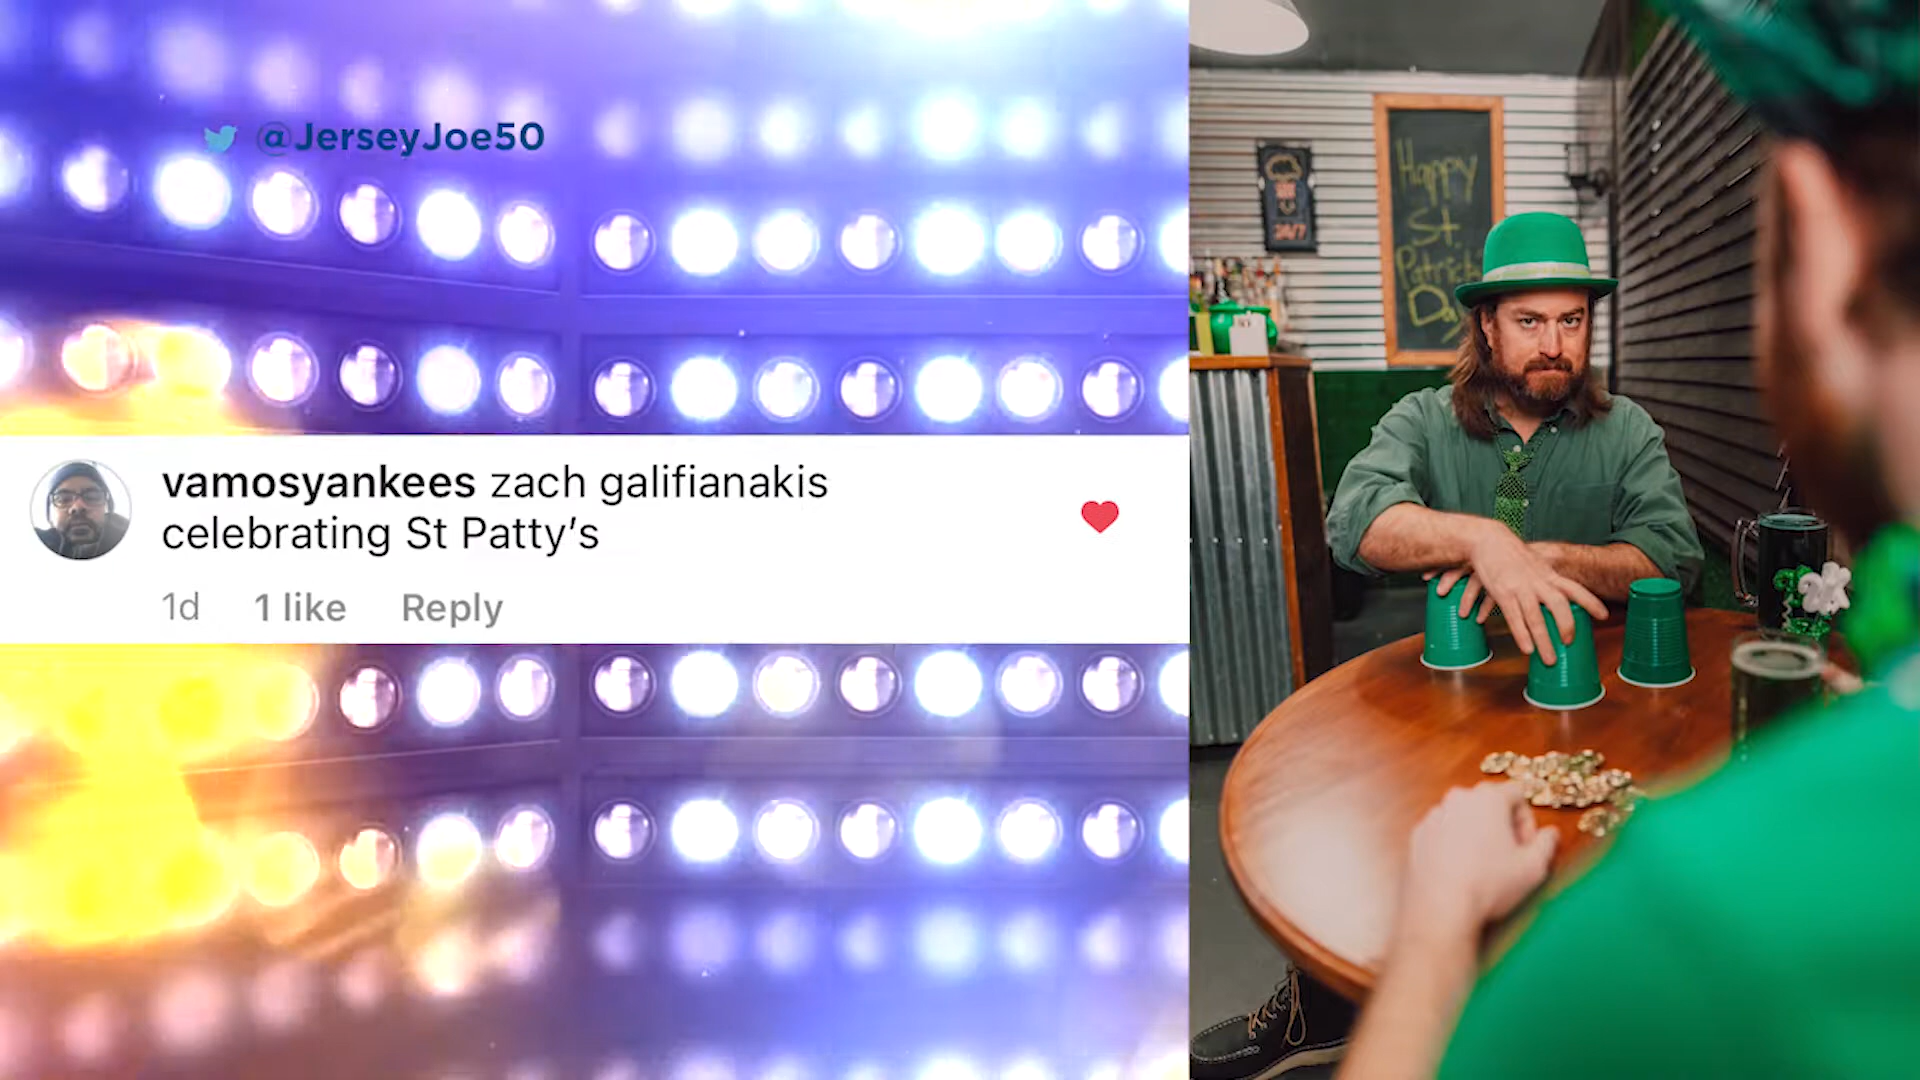 @JerseyJoe50
vamosyankees zach galifianakis
celebrating St Patty's
1d 1 like Reply
Happy
St.
Patricks
Day
24/7